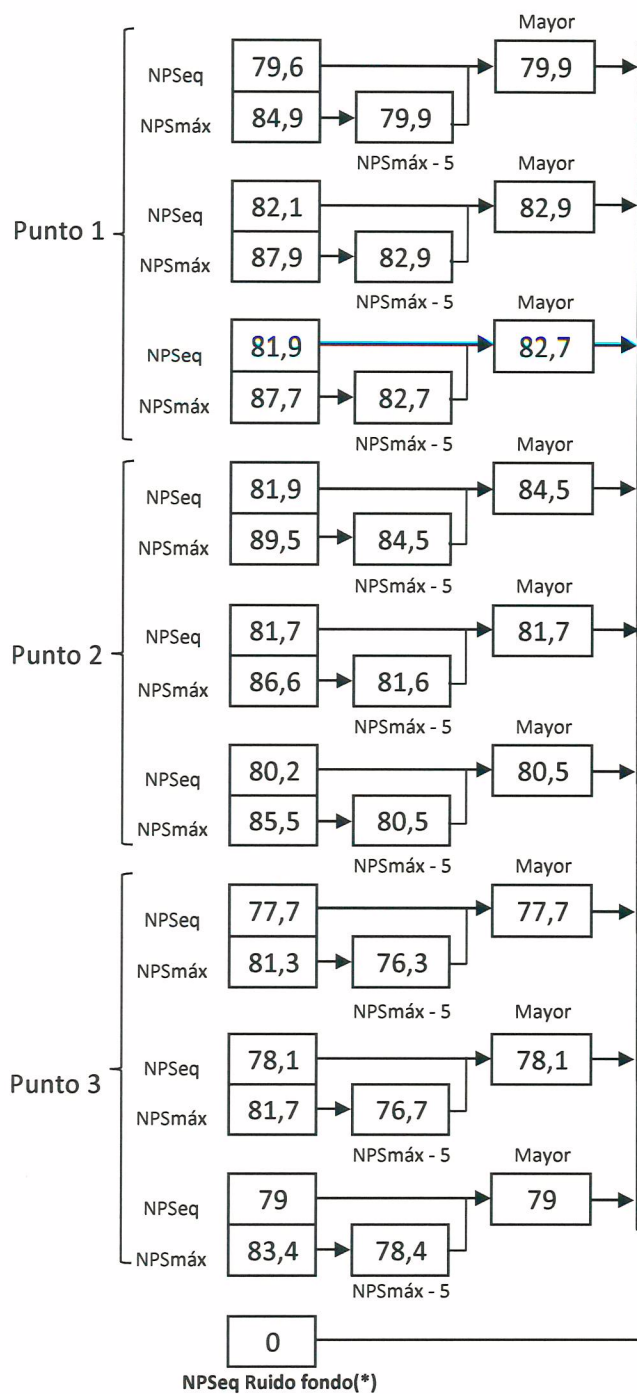 Mayor
NPSeq 79,6 79,9
NPSmáx 84,9 79,9
NPSmáx - 5
Mayor
NPSeq 82,1 82,9
NPSmáx 87,9 82,9
NPSmáx - 5
Punto 1
Mayor
NPSeq 81,9 82,7
NPSmáx 87,7 82,7
NPSmáx - 5
Mayor
NPSeq 81,9 84,5
NPSmáx 89,5 84,5
NPSmáx - 5
Mayor
NPSeq 81,7 81,7
Punto 2
NPSmáx 86,6 81,6
NPSmáx - 5
Mayor
NPSeq 80,2 80,5
NPSmáx 85,5 80,5
NPSmáx - 5
Mayor
NPSeq 77,7 77,7
NPSmáx 81,3 76,3
NPSmáx - 5
Mayor
NPSeq 78,1 78,1
Punto 3
NPSmáx 81,7 76,7
NPSmáx - 5
Mayor
NPSeq 79 79
NPSmáx 83,4 78,4
NPSmáx - 5
0
NPSeq Ruido fondo(*)